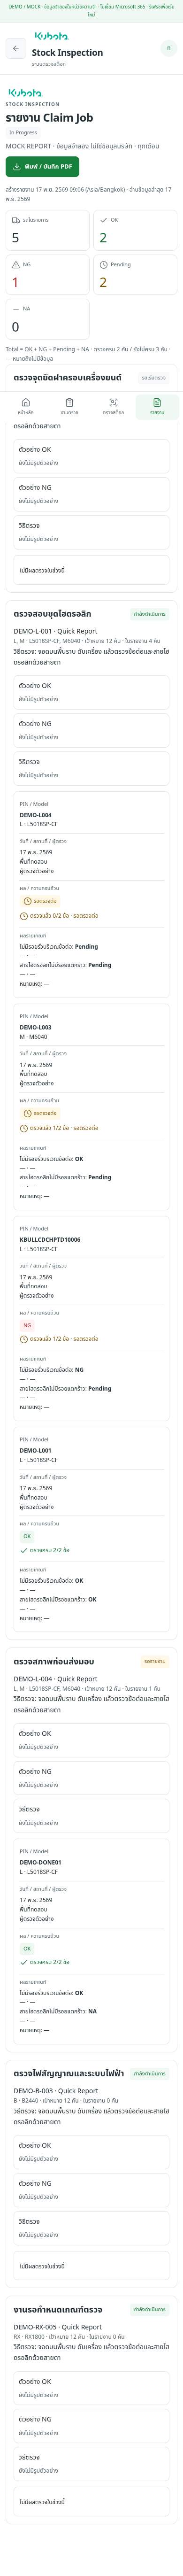 DEMO / MOCK · ข้อมูลจำลองในหน่วยความจำ · ไม่เชื่อม Microsoft 365 · รีเฟรชเพื่อเริ่ม
ใหม่
Kubota
Stock Inspection
ระบบตรวจสต๊อก
ก
Kubota
STOCK INSPECTION
รายงาน Claim Job
In Progress
MOCK REPORT · ข้อมูลจำลอง ไม่ใช่ข้อมูลบริษัท · ทุกเดือน
พิมพ์ / บันทึก PDF
สร้างรายงาน 17 พ.ย. 2569 09:06 (Asia/Bangkok) · อ่านข้อมูลล่าสุด 17
พ.ย. 2569
รถในรายการ
5
OK
2
NG
1
Pending
2
NA
0
Total = OK + NG + Pending + NA · ตรวจครบ 2 คัน / ยังไม่ครบ 3 คัน ·
— หมายถึงไม่มีข้อมูล
ตรวจจุดยึดฝาครอบเครื่องยนต์
รอเริ่มตรวจ
หน้าหลัก
งานตรวจ
ตรวจสต๊อก
รายงาน
ดรอลิกด้วยสายตา
ตัวอย่าง OK
ยังไม่มีรูปตัวอย่าง
ตัวอย่าง NG
ยังไม่มีรูปตัวอย่าง
วิธีตรวจ
ยังไม่มีรูปตัวอย่าง
ไม่มีผลตรวจในช่วงนี้
ตรวจสอบชุดไฮดรอลิก
กำลังดำเนินการ
DEMO-L-001 · Quick Report
L, M · L5018SP-CF, M6040 · เป้าหมาย 12 คัน · ในรายงาน 4 คัน
วิธีตรวจ: จอดบนพื้นราบ ดับเครื่อง แล้วตรวจข้อต่อและสายไฮ
ดรอลิกด้วยสายตา
ตัวอย่าง OK
ยังไม่มีรูปตัวอย่าง
ตัวอย่าง NG
ยังไม่มีรูปตัวอย่าง
วิธีตรวจ
ยังไม่มีรูปตัวอย่าง
PIN / Model
DEMO-L004
L · L5018SP-CF
วันที่ / สถานที่ / ผู้ตรวจ
17 พ.ย. 2569
พื้นที่ทดสอบ
ผู้ตรวจตัวอย่าง
ผล / ความครบถ้วน
รอตรวจต่อ
ตรวจแล้ว 0/2 ข้อ · รอตรวจต่อ
ผลรายเกณฑ์
ไม่มีรอยรั่วบริเวณข้อต่อ: Pending
— · —
สายไฮดรอลิกไม่มีรอยแตกร้าว: Pending
— · —
หมายเหตุ: —
PIN / Model
DEMO-L003
M · M6040
วันที่ / สถานที่ / ผู้ตรวจ
17 พ.ย. 2569
พื้นที่ทดสอบ
ผู้ตรวจตัวอย่าง
ผล / ความครบถ้วน
รอตรวจต่อ
ตรวจแล้ว 1/2 ข้อ · รอตรวจต่อ
ผลรายเกณฑ์
ไม่มีรอยรั่วบริเวณข้อต่อ: OK
— · —
สายไฮดรอลิกไม่มีรอยแตกร้าว: Pending
— · —
หมายเหตุ: —
PIN / Model
KBULLCDCHPTD10006
L · L5018SP-CF
วันที่ / สถานที่ / ผู้ตรวจ
17 พ.ย. 2569
พื้นที่ทดสอบ
ผู้ตรวจตัวอย่าง
ผล / ความครบถ้วน
NG
ตรวจแล้ว 1/2 ข้อ · รอตรวจต่อ
ผลรายเกณฑ์
ไม่มีรอยรั่วบริเวณข้อต่อ: NG
— · —
สายไฮดรอลิกไม่มีรอยแตกร้าว: Pending
— · —
หมายเหตุ: —
PIN / Model
DEMO-L001
L · L5018SP-CF
วันที่ / สถานที่ / ผู้ตรวจ
17 พ.ย. 2569
พื้นที่ทดสอบ
ผู้ตรวจตัวอย่าง
ผล / ความครบถ้วน
OK
ตรวจครบ 2/2 ข้อ
ผลรายเกณฑ์
ไม่มีรอยรั่วบริเวณข้อต่อ: OK
— · —
สายไฮดรอลิกไม่มีรอยแตกร้าว: OK
— · —
หมายเหตุ: —
ตรวจสภาพก่อนส่งมอบ
รอรายงาน
DEMO-L-004 · Quick Report
L, M · L5018SP-CF, M6040 · เป้าหมาย 12 คัน · ในรายงาน 1 คัน
วิธีตรวจ: จอดบนพื้นราบ ดับเครื่อง แล้วตรวจข้อต่อและสายไฮ
ดรอลิกด้วยสายตา
ตัวอย่าง OK
ยังไม่มีรูปตัวอย่าง
ตัวอย่าง NG
ยังไม่มีรูปตัวอย่าง
วิธีตรวจ
ยังไม่มีรูปตัวอย่าง
PIN / Model
DEMO-DONE01
L · L5018SP-CF
วันที่ / สถานที่ / ผู้ตรวจ
17 พ.ย. 2569
พื้นที่ทดสอบ
ผู้ตรวจตัวอย่าง
ผล / ความครบถ้วน
OK
ตรวจครบ 2/2 ข้อ
ผลรายเกณฑ์
ไม่มีรอยรั่วบริเวณข้อต่อ: OK
— · —
สายไฮดรอลิกไม่มีรอยแตกร้าว: NA
— · —
หมายเหตุ: —
ตรวจไฟสัญญาณและระบบไฟฟ้า
กำลังดำเนินการ
DEMO-B-003 · Quick Report
B · B2440 · เป้าหมาย 12 คัน · ในรายงาน 0 คัน
วิธีตรวจ: จอดบนพื้นราบ ดับเครื่อง แล้วตรวจข้อต่อและสายไฮ
ดรอลิกด้วยสายตา
ตัวอย่าง OK
ยังไม่มีรูปตัวอย่าง
ตัวอย่าง NG
ยังไม่มีรูปตัวอย่าง
วิธีตรวจ
ยังไม่มีรูปตัวอย่าง
ไม่มีผลตรวจในช่วงนี้
งานรอกำหนดเกณฑ์ตรวจ
กำลังดำเนินการ
DEMO-RX-005 · Quick Report
RX · RX1800 · เป้าหมาย 12 คัน · ในรายงาน 0 คัน
วิธีตรวจ: จอดบนพื้นราบ ดับเครื่อง แล้วตรวจข้อต่อและสายไฮ
ดรอลิกด้วยสายตา
ตัวอย่าง OK
ยังไม่มีรูปตัวอย่าง
ตัวอย่าง NG
ยังไม่มีรูปตัวอย่าง
วิธีตรวจ
ยังไม่มีรูปตัวอย่าง
ไม่มีผลตรวจในช่วงนี้